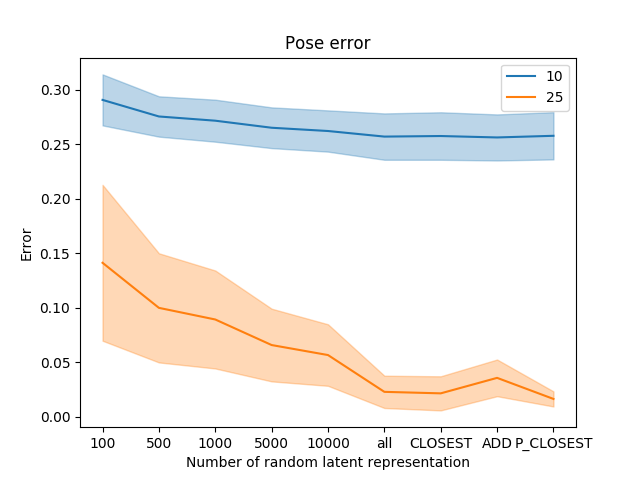 Pose error
10
25
Error
0.30
0.25
0.20
0.15
0.10
0.05
0.00
100 500 1000 5000 10000 all CLOSEST ADD P_CLOSEST
Number of random latent representation